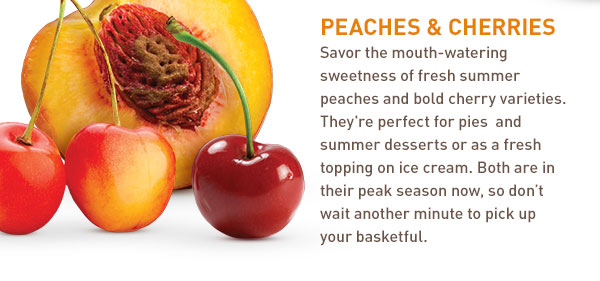 PEACHES & CHERRIES
Savor the mouth-watering
sweetness of fresh summer
peaches and bold cherry varieties.
They're perfect for pies  and
summer desserts or as a fresh
topping on ice cream. Both are in
their peak season now, so don't
wait another minute to pick up
your basketful.